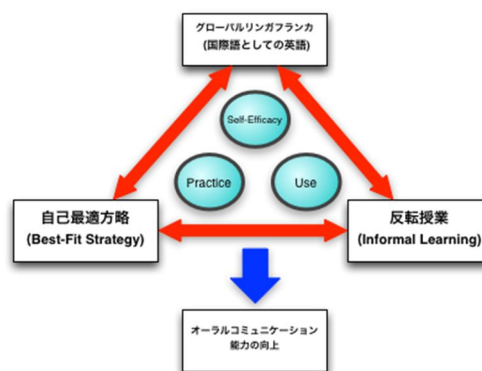 グローバルリンガフランカ
(国際語としての英語)
Self-Efficacy
Practice
Use
自己最適方略
(Best-Fit Strategy)
反転授業
(Informal Learning)
オーラルコミュニケーション
能力の向上